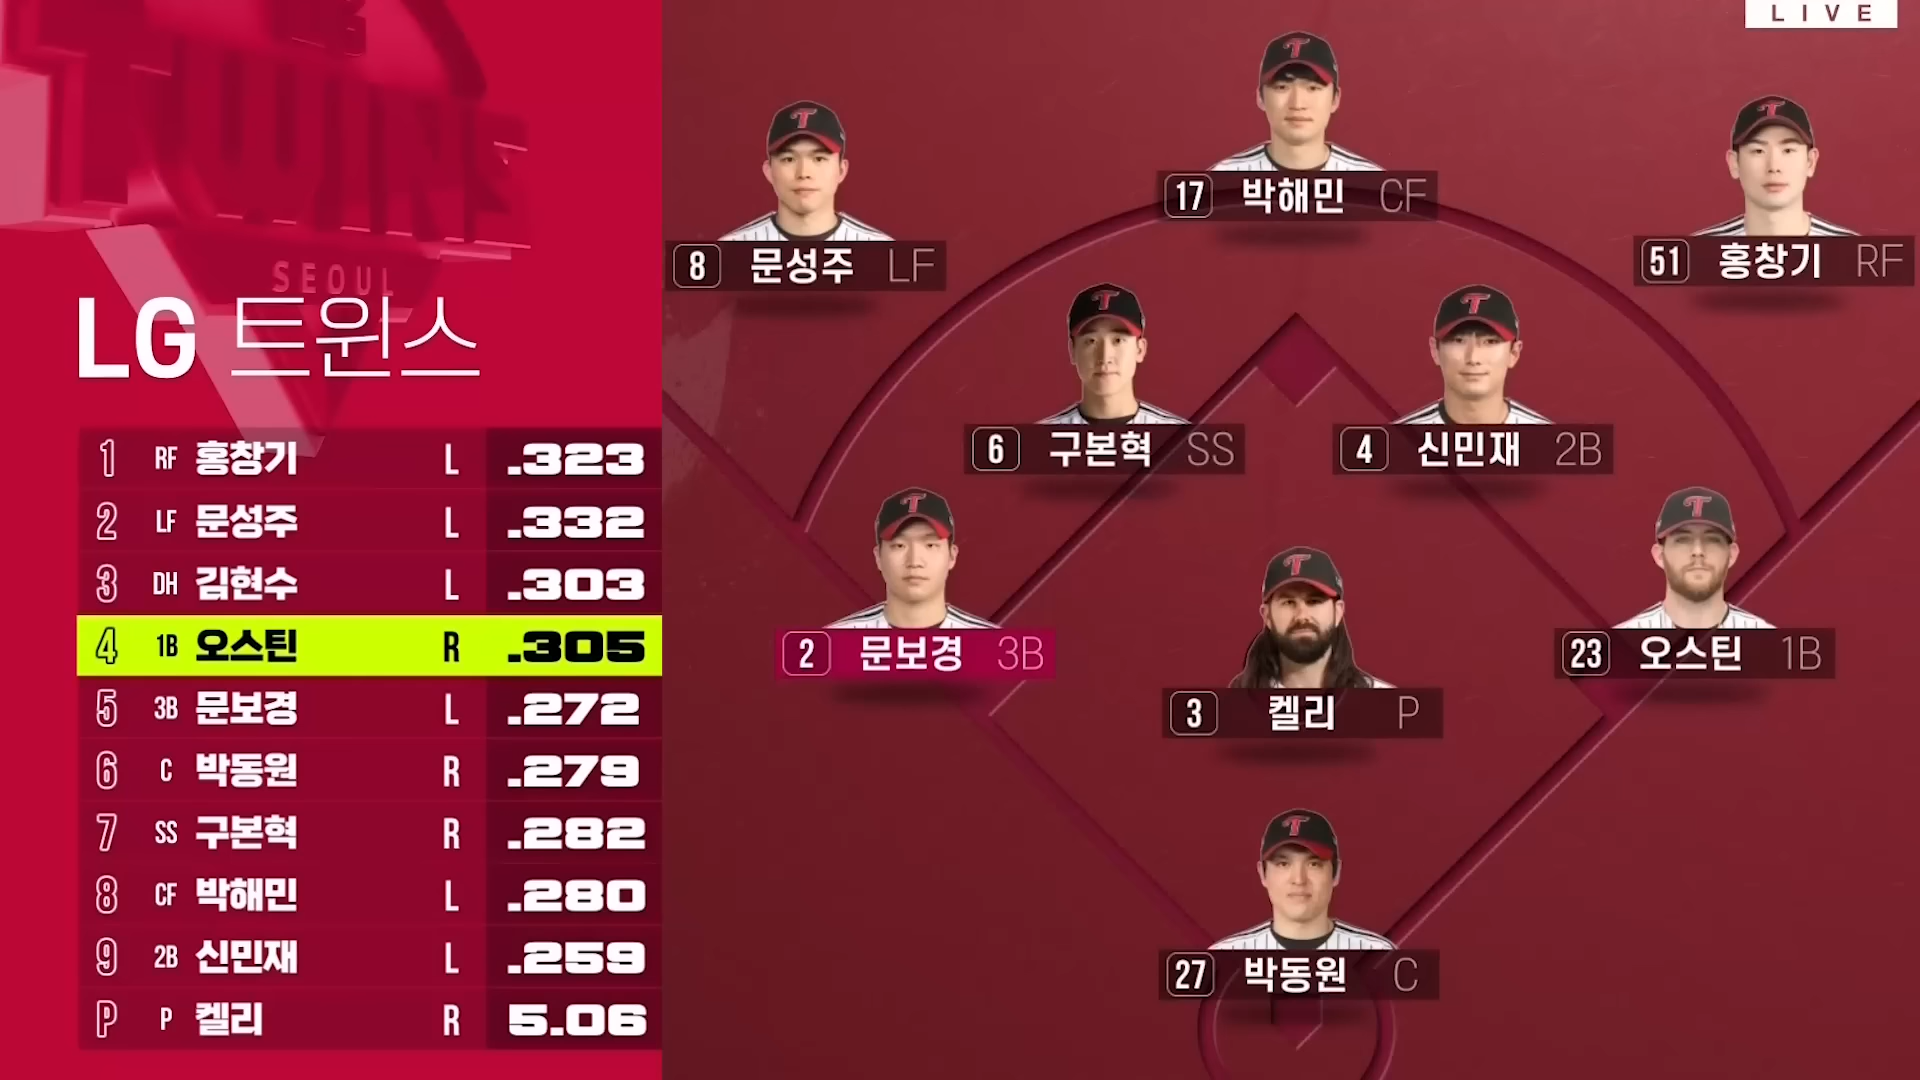 LIVE
TWINS
SEOUL
LG 트윈스
1 RF 홍창기 L .323
2 LF 문성주 L .332
3 DH 김현수 L .303
4 1B 오스틴 R .305
5 3B 문보경 L .272
6 C 박동원 R .279
7 SS 구본혁 R .282
8 CF 박해민 L .280
9 2B 신민재 L .259
P P 켈리 R 5.06
17 박해민 CF
8 문성주 LF
51 홍창기 RF
6 구본혁 SS
4 신민재 2B
2 문보경 3B
3 켈리 P
23 오스틴 1B
27 박동원 C